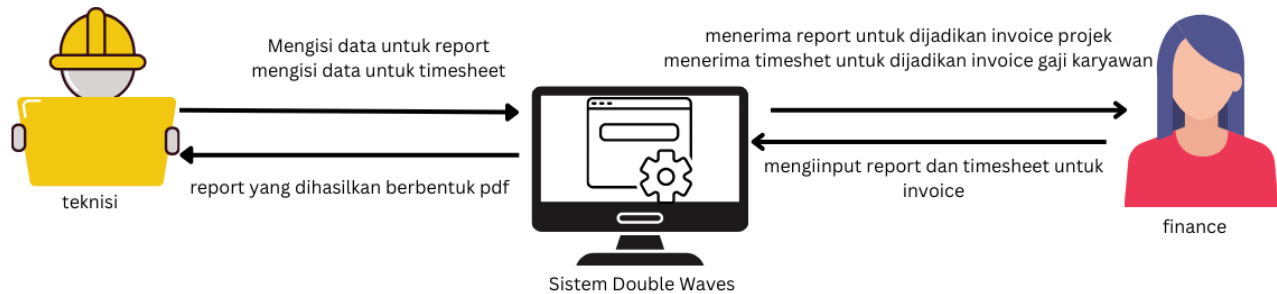 Mengisi data untuk report
mengisi data untuk timesheet
report yang dihasilkan berbentuk pdf
teknisi
Sistem Double Waves
menerima report untuk dijadikan invoice projek
menerima timeshet untuk dijadikan invoice gaji karyawan
mengiinput report dan timesheet untuk
invoice
finance